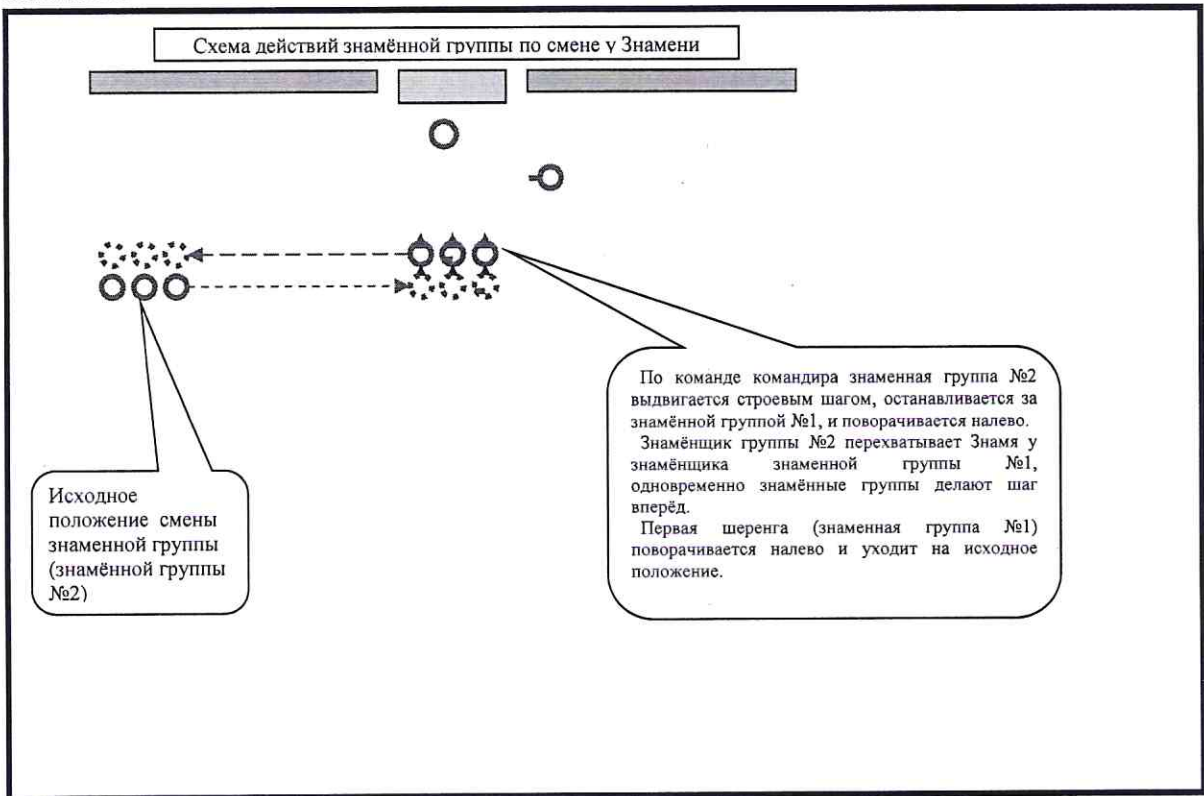 Схема действий знамённой группы по смене у Знамени
По команде командира знаменная группа №2
выдвигается строевым шагом, останавливается за
знамённой группой №1, и поворачивается налево.
Знамёнщик группы №2 перехватывает Знамя у
знамёнщика знаменной группы №1,
одновременно знамённые группы делают шаг
вперёд.
Первая шеренга (знаменная группа №1)
поворачивается налево и уходит на исходное
положение.
Исходное
положение смены
знаменной группы
(знамённой группы
№2)